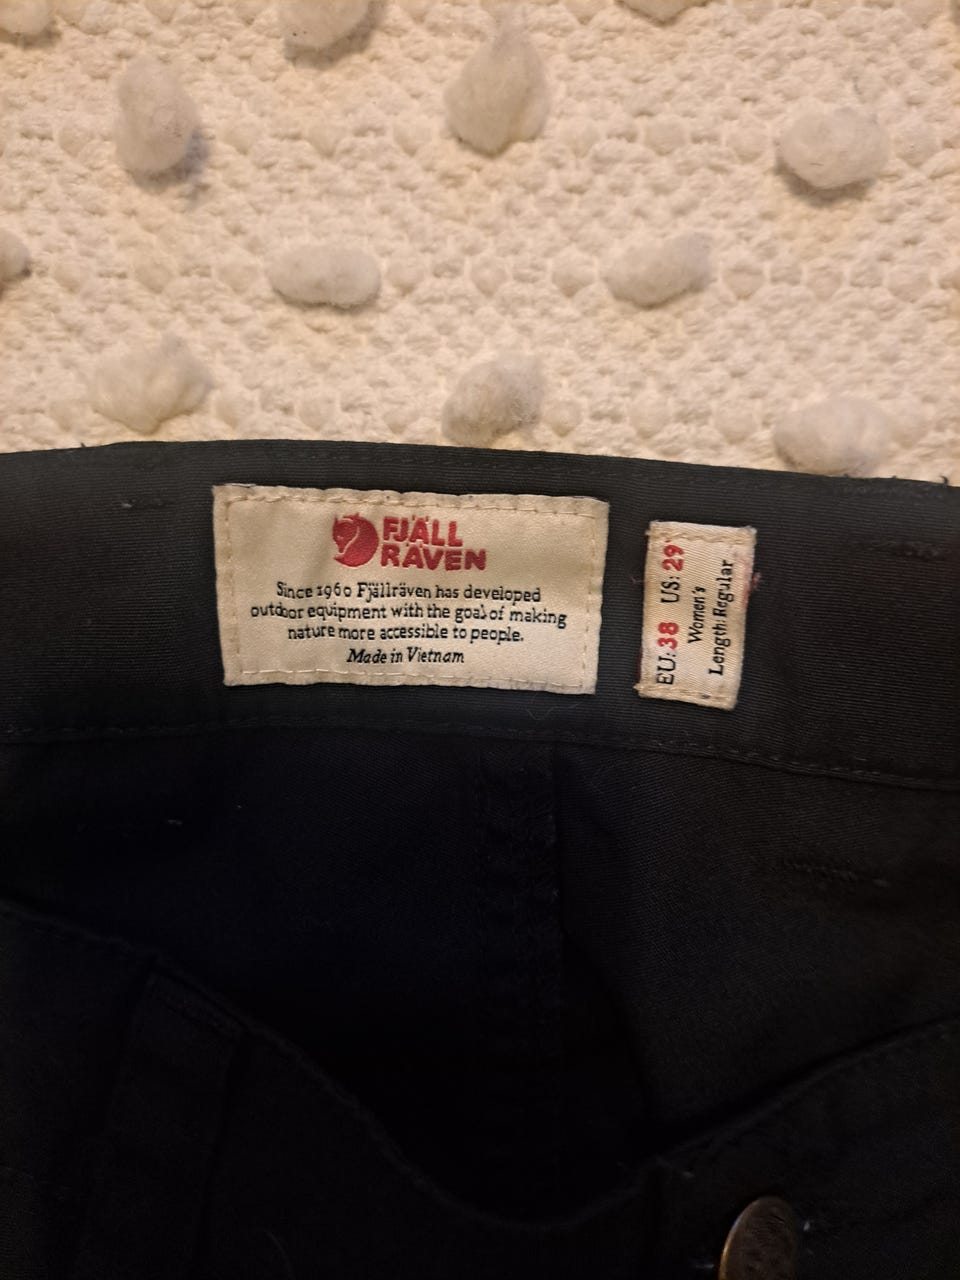 FJÄLL
RÄVEN
Since 1960 Fjällräven has developed
outdoor equipment with the goal of making
nature more accessible to people.
Made in Vietnam
EU: 38 US: 29
Women's
Length: Regular